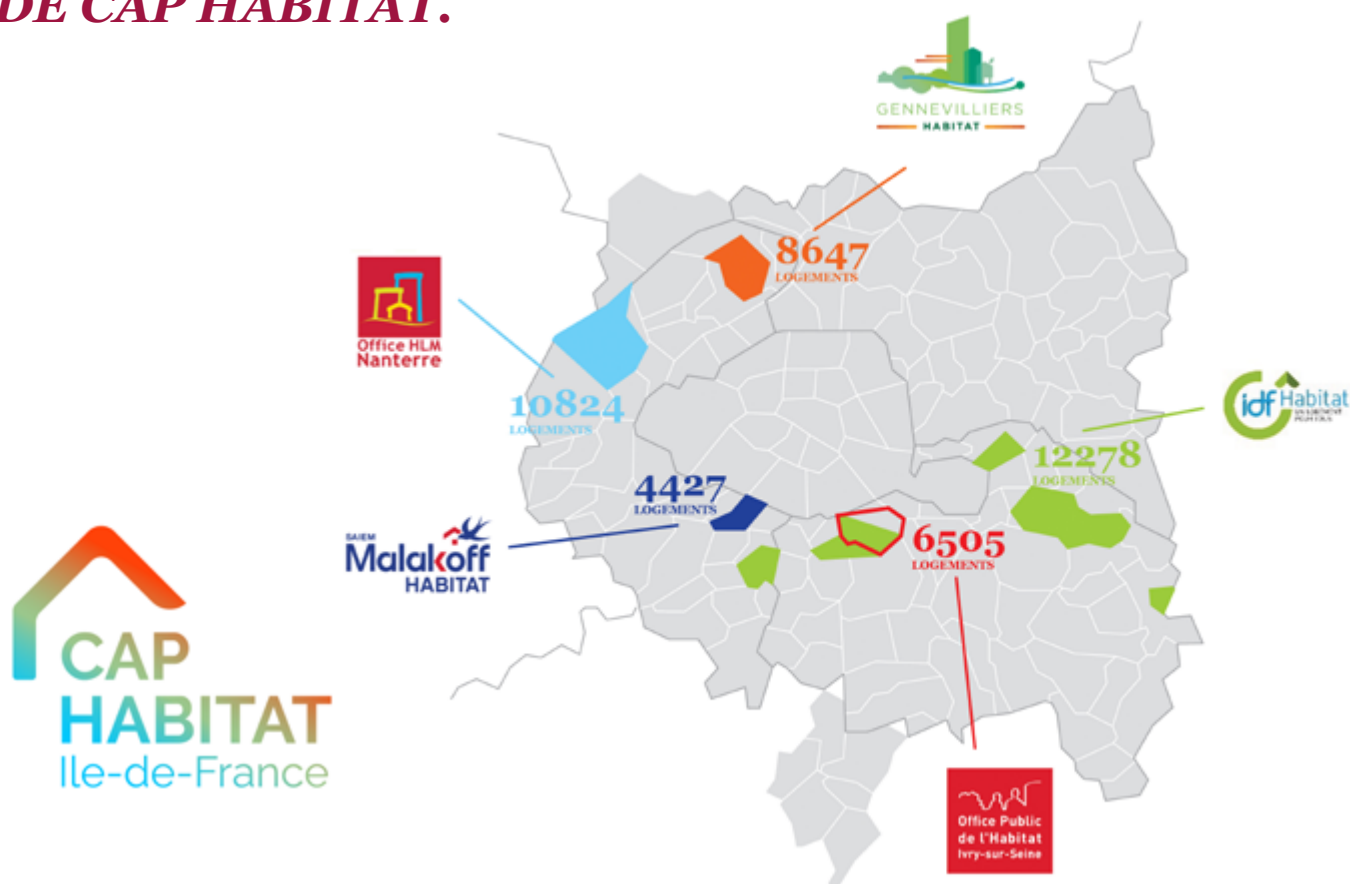 DE CAP HABITAT.
GENNEVILLIERS
HABITAT
8647
LOGEMENTS
Office HLM
Nanterre
10824
LOGEMENTS
idf Habitat
12278
LOGEMENTS
4427
LOGEMENTS
SAIEM
Malakoff
HABITAT
6505
LOGEMENTS
CAP
HABITAT
Ile-de-France
Office Public
de l'Habitat
Ivry-sur-Seine